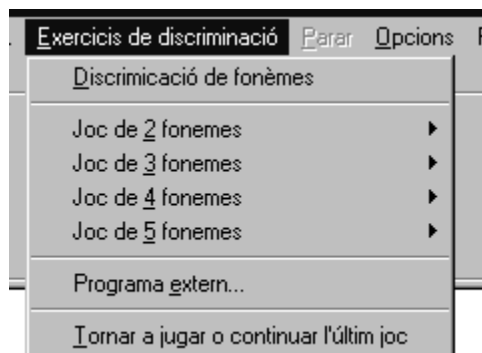 Exercicis de discriminació Parar Opcions
Discrimicació de fonèmes
Joc de 2 fonemes
Joc de 3 fonemes
Joc de 4 fonemes
Joc de 5 fonemes
Programa extern...
Tornar a jugar o continuar l'últim joc